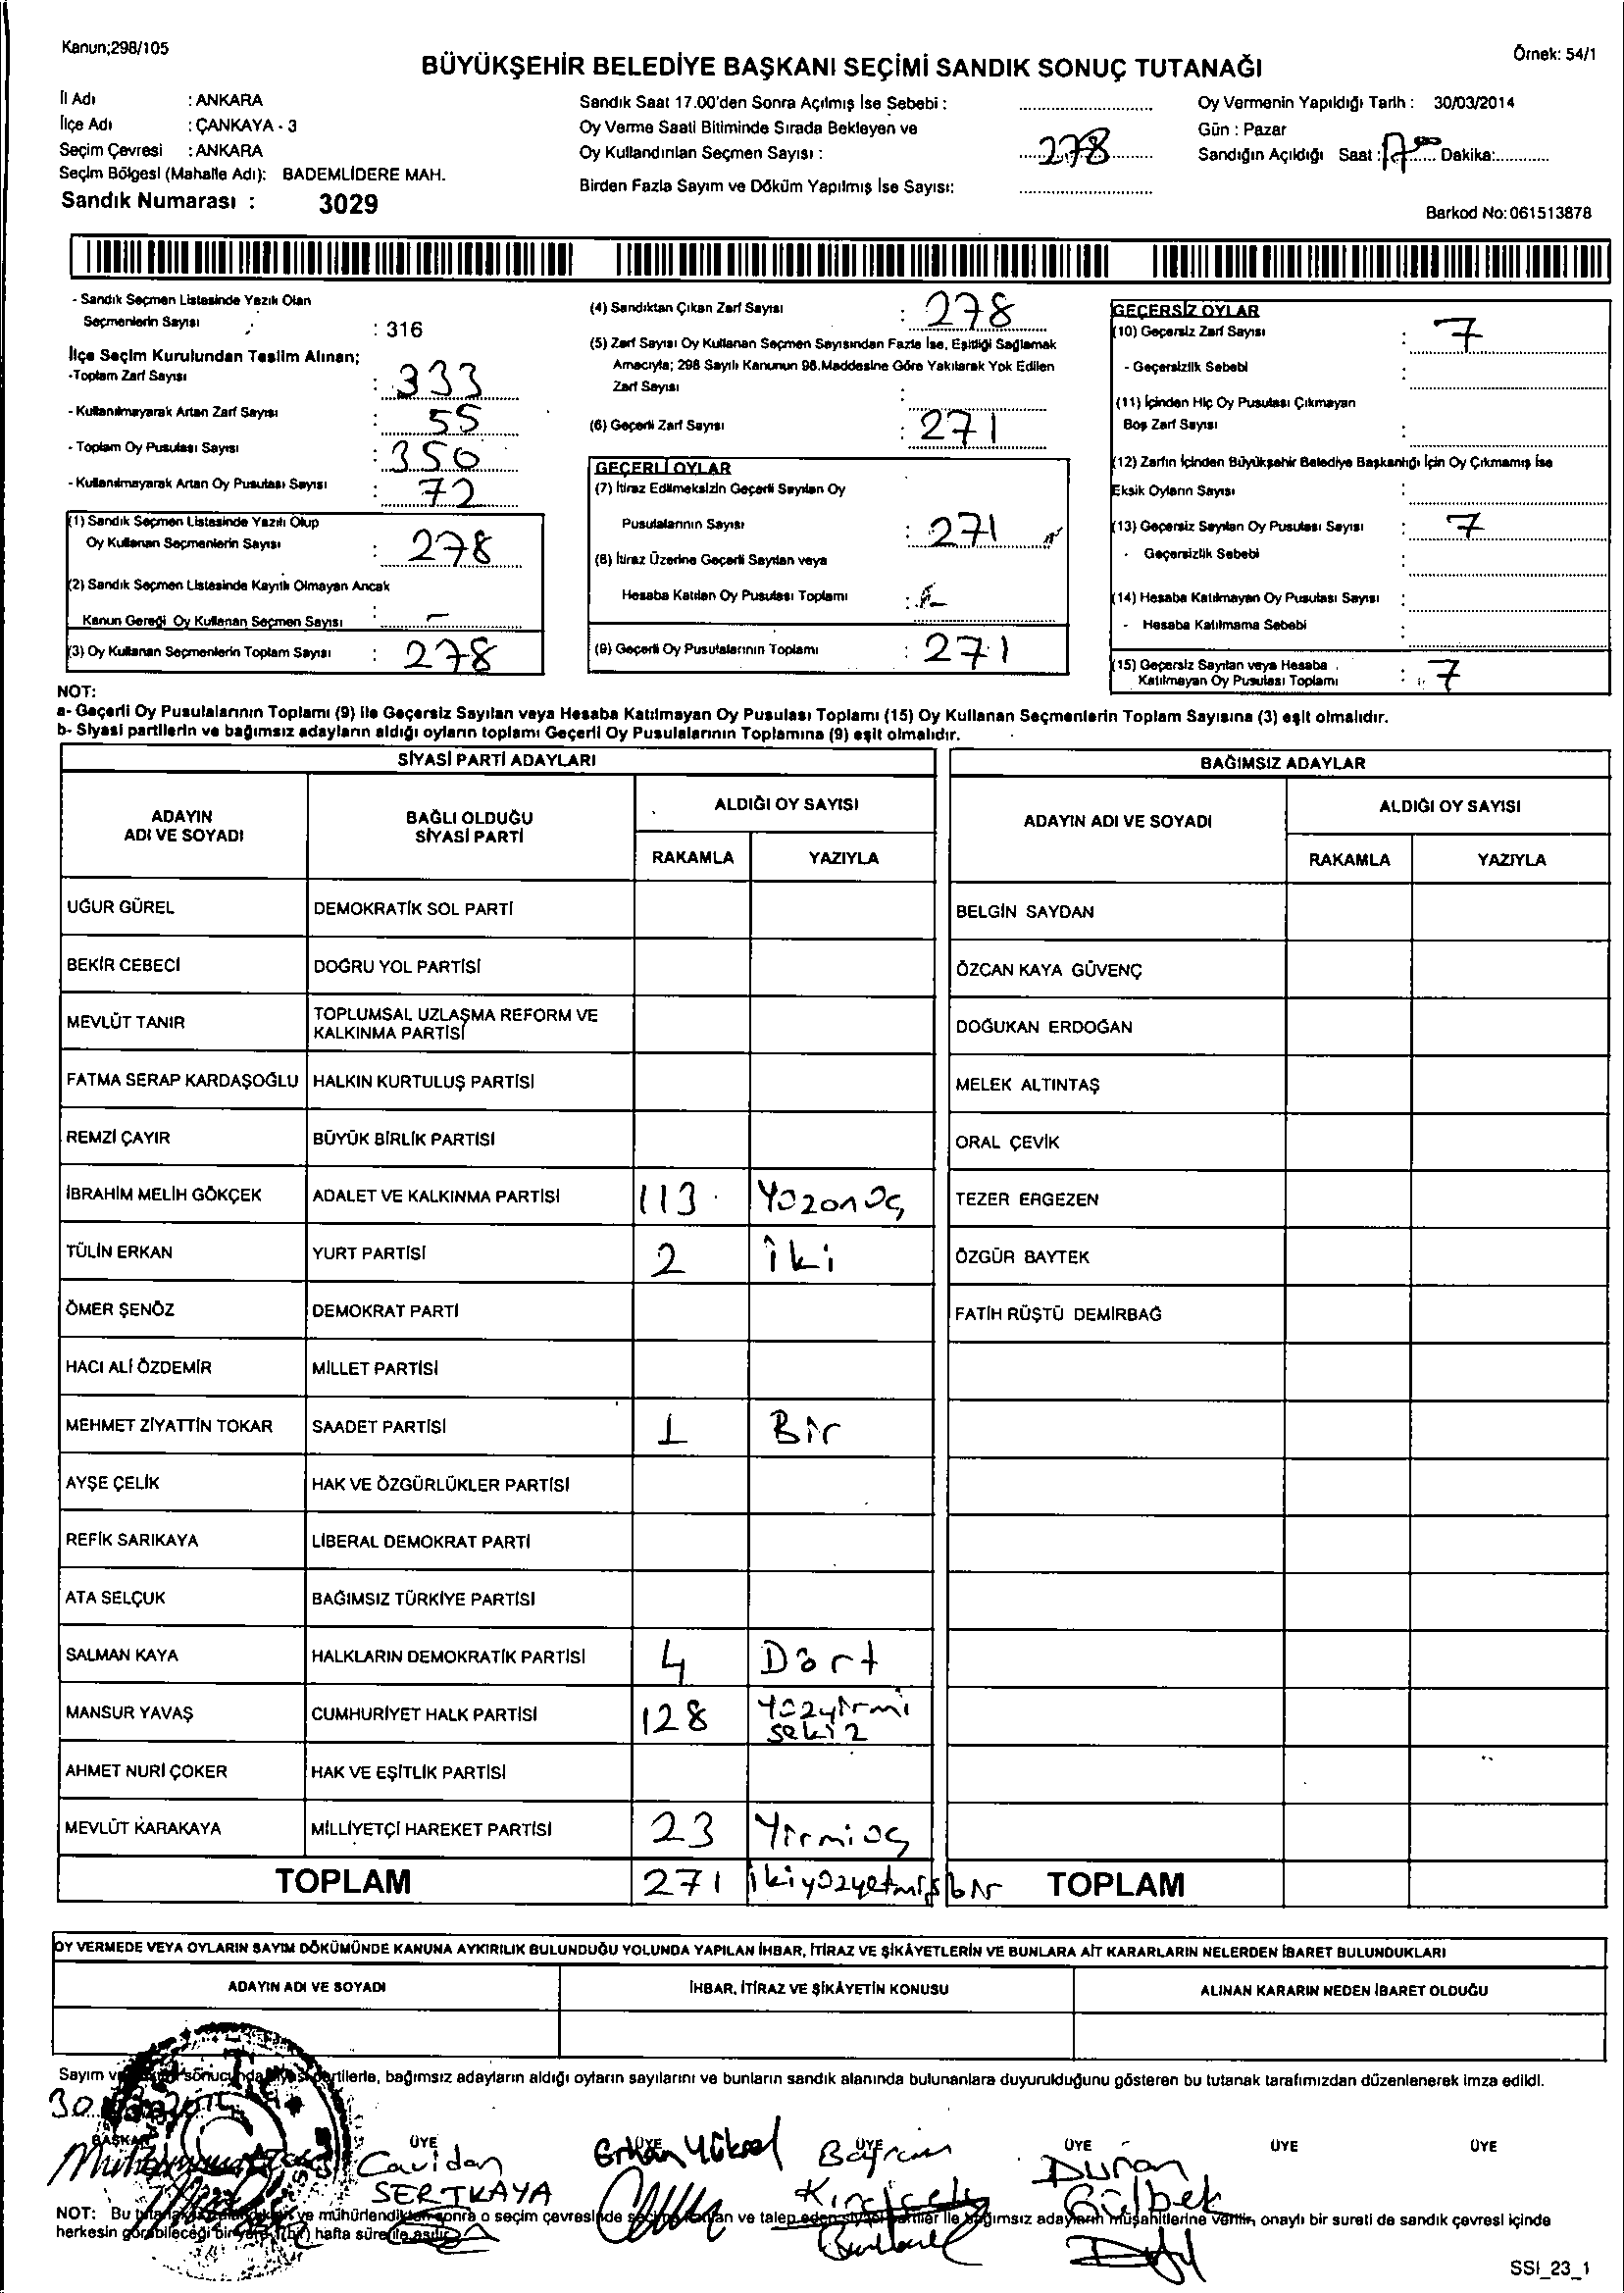 Kanun;298/105
Örnek: 54/1
BÜYÜKŞEHİR BELEDİYE BAŞKANI SEÇİMİ SANDIK SONUÇ TUTANAĞI
İl Adı : ANKARA
İlçe Adı : ÇANKAYA - 3
Seçim Çevresi : ANKARA
Seçim Bölgesi (Mahalle Adı): BADEMLİDERE MAH.
Sandık Numarası : 3029
Sandık Saat 17.00'den Sonra Açılmış İse Sebebi :
Oy Verme Saati Bitiminde Sırada Bekleyen ve
Oy Kullandırılan Seçmen Sayısı : 278
Birden Fazla Sayım ve Döküm Yapılmış İse Sayısı:
Oy Vermenin Yapıldığı Tarih : 30/03/2014
Gün : Pazar
Sandığın Açıldığı Saat : 17 00 Dakika:
Barkod No: 061513878
- Sandık Seçmen Listesinde Yazılı Olan
Seçmenlerin Sayısı : 316
İlçe Seçim Kurulundan Teslim Alınan;
-Toplam Zarf Sayısı : 333
- Kullanılmayarak Artan Zarf Sayısı : 55
- Toplam Oy Pusulası Sayısı : 350
- Kullanılmayarak Artan Oy Pusulası Sayısı : 72
(1) Sandık Seçmen Listesinde Yazılı Olup
Oy Kullanan Seçmenlerin Sayısı : 278
(2) Sandık Seçmen Listesinde Kayıtlı Olmayan Ancak
Kanun Gereği Oy Kullanan Seçmen Sayısı : -
(3) Oy Kullanan Seçmenlerin Toplam Sayısı : 278
(4) Sandıktan Çıkan Zarf Sayısı : 278
(5) Zarf Sayısı Oy Kullanan Seçmen Sayısından Fazla İse, Eşitliği Sağlamak
Amacıyla; 298 Sayılı Kanunun 98.Maddesine Göre Yakılarak Yok Edilen
Zarf Sayısı :
(6) Geçerli Zarf Sayısı : 271
GEÇERLİ OYLAR
(7) İtiraz Edilmeksizin Geçerli Sayılan Oy
Pusulalarının Sayısı : 271
(8) İtiraz Üzerine Geçerli Sayılan veya
Hesaba Katılan Oy Pusulası Toplamı :
(9) Geçerli Oy Pusulalarının Toplamı : 271
GEÇERSİZ OYLAR
(10) Geçersiz Zarf Sayısı : 7
- Geçersizlik Sebebi :
(11) İçinden Hiç Oy Pusulası Çıkmayan
Boş Zarf Sayısı :
(12) Zarfın İçinden Büyükşehir Belediye Başkanlığı İçin Oy Çıkmamış İse
Eksik Oyların Sayısı :
(13) Geçersiz Sayılan Oy Pusulası Sayısı : 7
- Geçersizlik Sebebi
(14) Hesaba Katılmayan Oy Pusulası Sayısı :
- Hesaba Katılmama Sebebi :
(15) Geçersiz Sayılan veya Hesaba
Katılmayan Oy Pusulası Toplamı : 7
NOT:
a- Geçerli Oy Pusulalarının Toplamı (9) ile Geçersiz Sayılan veya Hesaba Katılmayan Oy Pusulası Toplamı (15) Oy Kullanan Seçmenlerin Toplam Sayısına (3) eşit olmalıdır.
b- Siyasi partilerin ve bağımsız adayların aldığı oyların toplamı Geçerli Oy Pusulalarının Toplamına (9) eşit olmalıdır.
SİYASİ PARTİ ADAYLARI
ADAYIN ADI VE SOYADI
BAĞLI OLDUĞU SİYASİ PARTİ
ALDIĞI OY SAYISI
RAKAMLA YAZIYLA
UĞUR GÜREL DEMOKRATİK SOL PARTİ
BEKİR CEBECİ DOĞRU YOL PARTİSİ
MEVLÜT TANIR TOPLUMSAL UZLAŞMA REFORM VE KALKINMA PARTİSİ
FATMA SERAP KARDAŞOĞLU HALKIN KURTULUŞ PARTİSİ
REMZİ ÇAYIR BÜYÜK BİRLİK PARTİSİ
İBRAHİM MELİH GÖKÇEK ADALET VE KALKINMA PARTİSİ 113 Yüzonüç
TÜLİN ERKAN YURT PARTİSİ 2 iki
ÖMER ŞENÖZ DEMOKRAT PARTİ
HACI ALİ ÖZDEMİR MİLLET PARTİSİ
MEHMET ZİYATTİN TOKAR SAADET PARTİSİ 1 Bir
AYŞE ÇELİK HAK VE ÖZGÜRLÜKLER PARTİSİ
REFİK SARIKAYA LİBERAL DEMOKRAT PARTİ
ATA SELÇUK BAĞIMSIZ TÜRKİYE PARTİSİ
SALMAN KAYA HALKLARIN DEMOKRATİK PARTİSİ 4 Dört
MANSUR YAVAŞ CUMHURİYET HALK PARTİSİ 128 yüzyirmi sekiz
AHMET NURİ ÇOKER HAK VE EŞİTLİK PARTİSİ
MEVLÜT KARAKAYA MİLLİYETÇİ HAREKET PARTİSİ 23 Yirmiüç
TOPLAM 271 ikiyüzyetmiş bir
BAĞIMSIZ ADAYLAR
ADAYIN ADI VE SOYADI
ALDIĞI OY SAYISI
RAKAMLA YAZIYLA
BELGİN SAYDAN
ÖZCAN KAYA GÜVENÇ
DOĞUKAN ERDOĞAN
MELEK ALTINTAŞ
ORAL ÇEVİK
TEZER ERGEZEN
ÖZGÜR BAYTEK
FATİH RÜŞTÜ DEMİRBAĞ
TOPLAM
OY VERMEDE VEYA OYLARIN SAYIM DÖKÜMÜNDE KANUNA AYKIRILIK BULUNDUĞU YOLUNDA YAPILAN İHBAR, İTİRAZ VE ŞİKÂYETLERİN VE BUNLARA AİT KARARLARIN NELERDEN İBARET BULUNDUKLARI
ADAYIN ADI VE SOYADI
İHBAR, İTİRAZ VE ŞİKÂYETİN KONUSU
ALINAN KARARIN NEDEN İBARET OLDUĞU
Sayım sonucunda partilerle, bağımsız adayların aldığı oyların sayılarını ve bunların sandık alanında bulunanlara duyurulduğunu gösteren bu tutanak tarafımızdan düzenlenerek imza edildi.
BAŞKAN ÜYE ÜYE ÜYE ÜYE ÜYE ÜYE
Cavidan SERTKAYA
Erhan Yüksel
Bayram
Duran Gülbek
NOT: Bu ve mühürlendikten sonra o seçim çevresinde ve talep eden ile bağımsız adayların müşahitlerine verilir, onaylı bir sureti de sandık çevresi içinde
herkesin görebileceği bir yere (bir) hafta süre ile asılır.
SSI_23_1